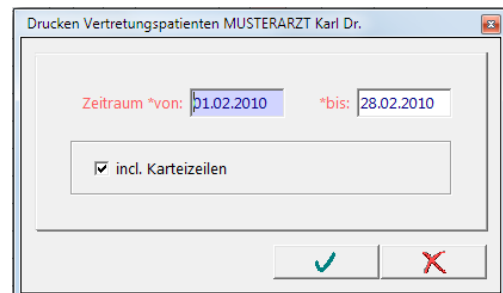 Drucken Vertretungspatienten MUSTERARZT Karl Dr.
Zeitraum *von: 01.02.2010 *bis: 28.02.2010
incl. Karteizeilen